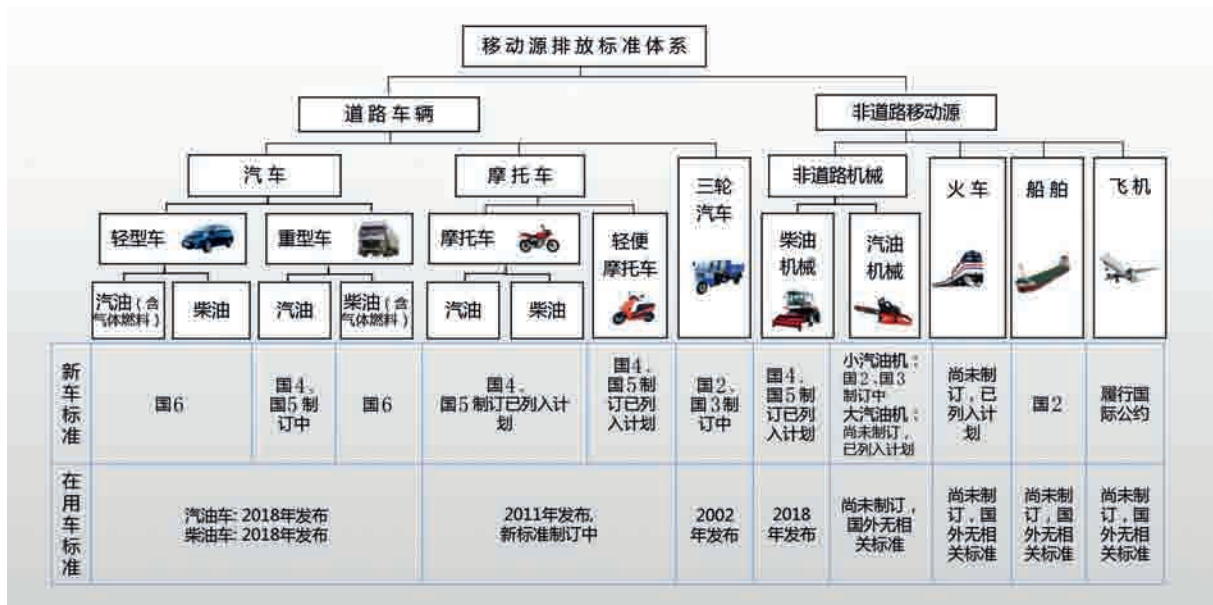 移动源排放标准体系
道路车辆
非道路移动源
汽车
摩托车
三轮
汽车
非道路机械
火车
船舶
飞机
轻型车
重型车
摩托车
轻便
摩托车
柴油
机械
汽油
机械
汽油(含
气体燃料)
柴油
汽油
柴油(含
气体燃料)
汽油
柴油
新车标准
国6
国4、
国5制
订中
国6
国4、
国5制订已列入计
划
国4、
国5制
订已列
入计划
国2、
国3制
订中
国4、
国5制
订已列
入计划
小汽油机:
国2、国3
制订中
大汽油机:
尚未制订,
已列入计划
尚未制
订,已
列入计
划
国2
履行国
际公约
在用车标准
汽油车: 2018年发布
柴油车: 2018年发布
2011年发布,
新标准制订中
2002
年发布
2018
年发布
尚未制订,
国外无相
关标准
尚未制
订,国
外无相
关标准
尚未制
订,国
外无相
关标准
尚未制
订,国
外无相
关标准